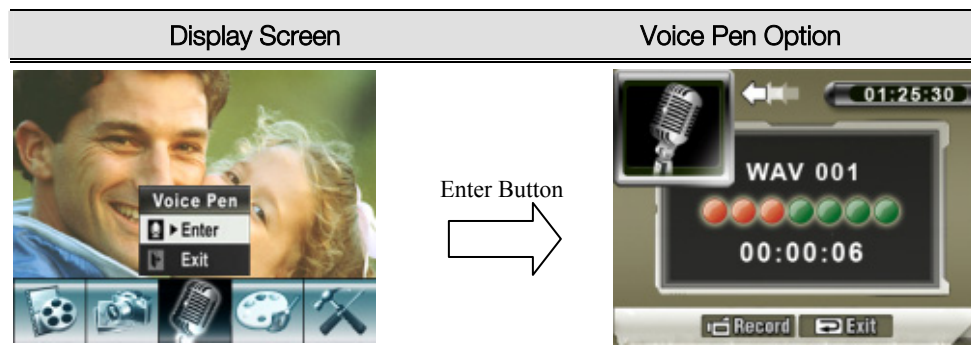 Display Screen Voice Pen Option
01:25:30
Voice Pen
Enter
Exit
Enter Button
WAV 001
00:00:06
Record Exit